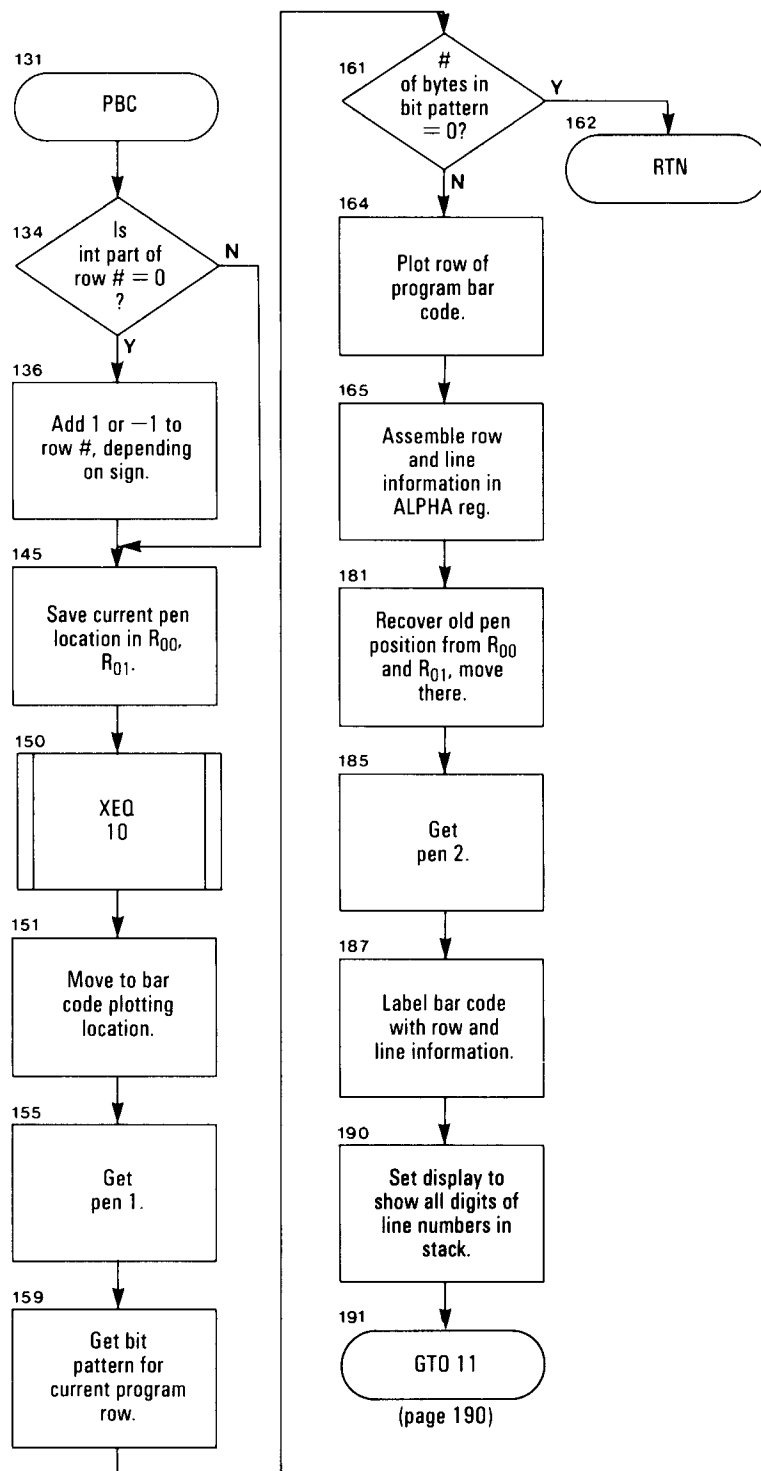 131
PBC
134
Is
int part of
row # = 0
?
N
Y
136
Add 1 or −1 to
row #, depending
on sign.
145
Save current pen
location in R00,
R01.
150
XEQ
10
151
Move to bar
code plotting
location.
155
Get
pen 1.
159
Get bit
pattern for
current program
row.
161
#
of bytes in
bit pattern
= 0?
Y
N
162
RTN
164
Plot row of
program bar
code.
165
Assemble row
and line
information in
ALPHA reg.
181
Recover old pen
position from R00
and R01, move
there.
185
Get
pen 2.
187
Label bar code
with row and
line information.
190
Set display to
show all digits of
line numbers in
stack.
191
GTO 11
(page 190)